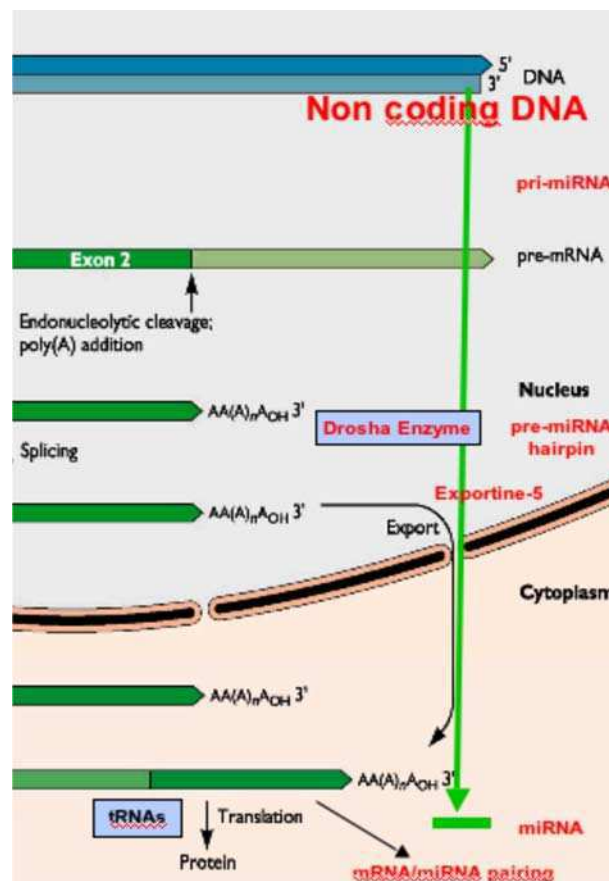 5'
3'
DNA
Non coding DNA
pri-miRNA
Exon 2
pre-mRNA
Endonucleolytic cleavage;
poly(A) addition
AA(A)nAOH 3'
Nucleus
Drosha Enzyme
pre-miRNA
hairpin
Splicing
Exportine-5
AA(A)nAOH 3'
Export
Cytoplasm
AA(A)nAOH 3'
AA(A)nAOH 3'
tRNAs
Translation
miRNA
Protein
mRNA/miRNA pairing